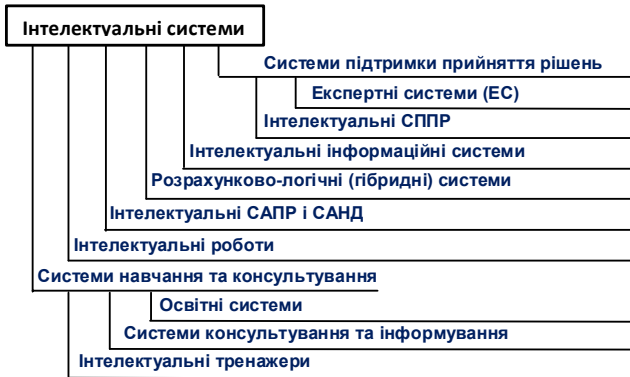 Інтелектуальні системи
Системи підтримки прийняття рішень
Експертні системи (ЕС)
Інтелектуальні СППР
Інтелектуальні інформаційні системи
Розрахунково-логічні (гібридні) системи
Інтелектуальні САПР і САНД
Інтелектуальні роботи
Системи навчання та консультування
Освітні системи
Системи консультування та інформування
Інтелектуальні тренажери